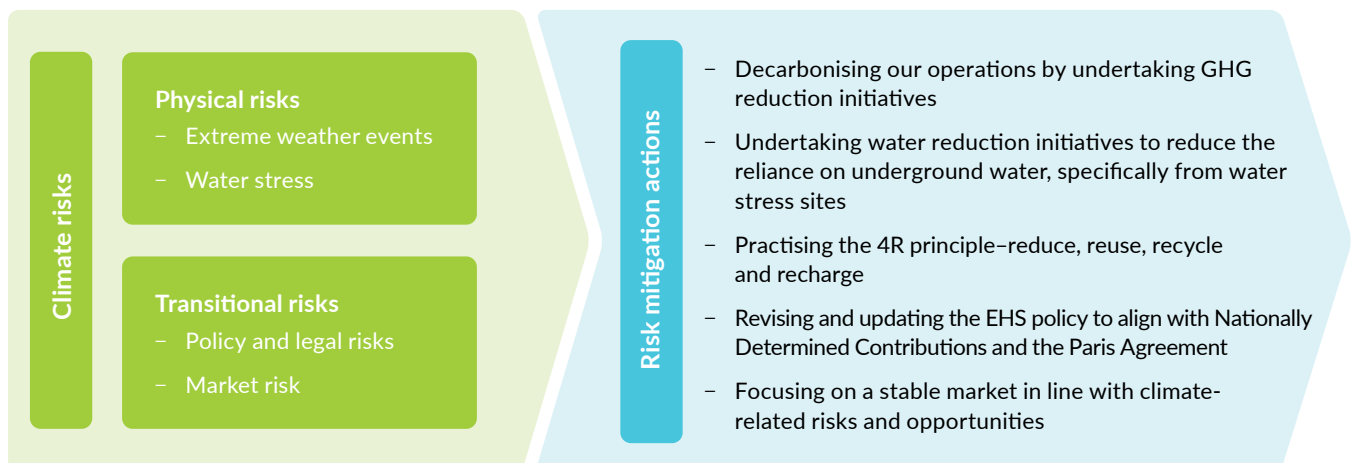 Climate risks
Physical risks
– Extreme weather events
– Water stress
Transitional risks
– Policy and legal risks
– Market risk
Risk mitigation actions
– Decarbonising our operations by undertaking GHG
reduction initiatives
– Undertaking water reduction initiatives to reduce the
reliance on underground water, specifically from water
stress sites
– Practising the 4R principle–reduce, reuse, recycle
and recharge
– Revising and updating the EHS policy to align with Nationally
Determined Contributions and the Paris Agreement
– Focusing on a stable market in line with climate-
related risks and opportunities